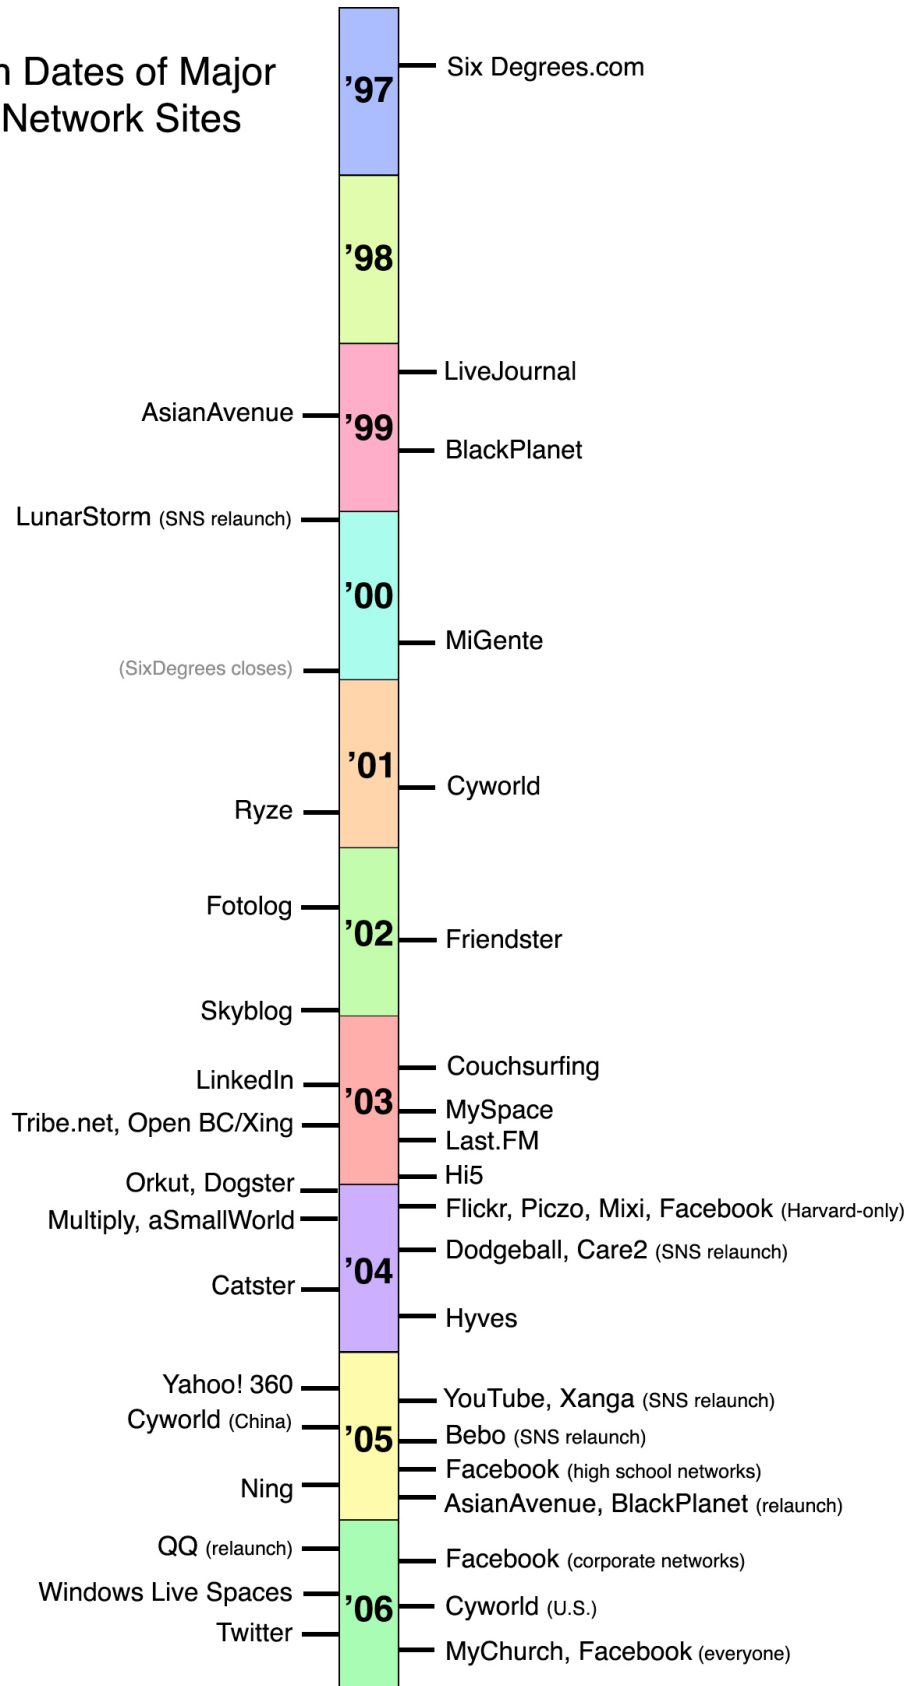 n Dates of Major
Network Sites
’97
Six Degrees.com
’98
LiveJournal
AsianAvenue
’99
BlackPlanet
LunarStorm (SNS relaunch)
’00
MiGente
(SixDegrees closes)
’01
Cyworld
Ryze
Fotolog
’02
Friendster
Skyblog
Couchsurfing
LinkedIn
’03
MySpace
Tribe.net, Open BC/Xing
Last.FM
Hi5
Orkut, Dogster
Flickr, Piczo, Mixi, Facebook (Harvard-only)
Multiply, aSmallWorld
Dodgeball, Care2 (SNS relaunch)
’04
Catster
Hyves
Yahoo! 360
YouTube, Xanga (SNS relaunch)
Cyworld (China)
’05
Bebo (SNS relaunch)
Facebook (high school networks)
Ning
AsianAvenue, BlackPlanet (relaunch)
QQ (relaunch)
Facebook (corporate networks)
Windows Live Spaces
’06
Cyworld (U.S.)
Twitter
MyChurch, Facebook (everyone)